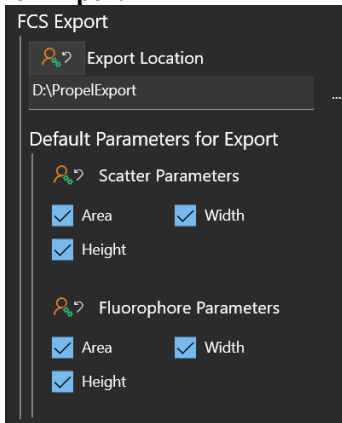 FCS Export
Export Location
D:\PropelExport
...
Default Parameters for Export
Scatter Parameters
Area Width
Height
Fluorophore Parameters
Area Width
Height